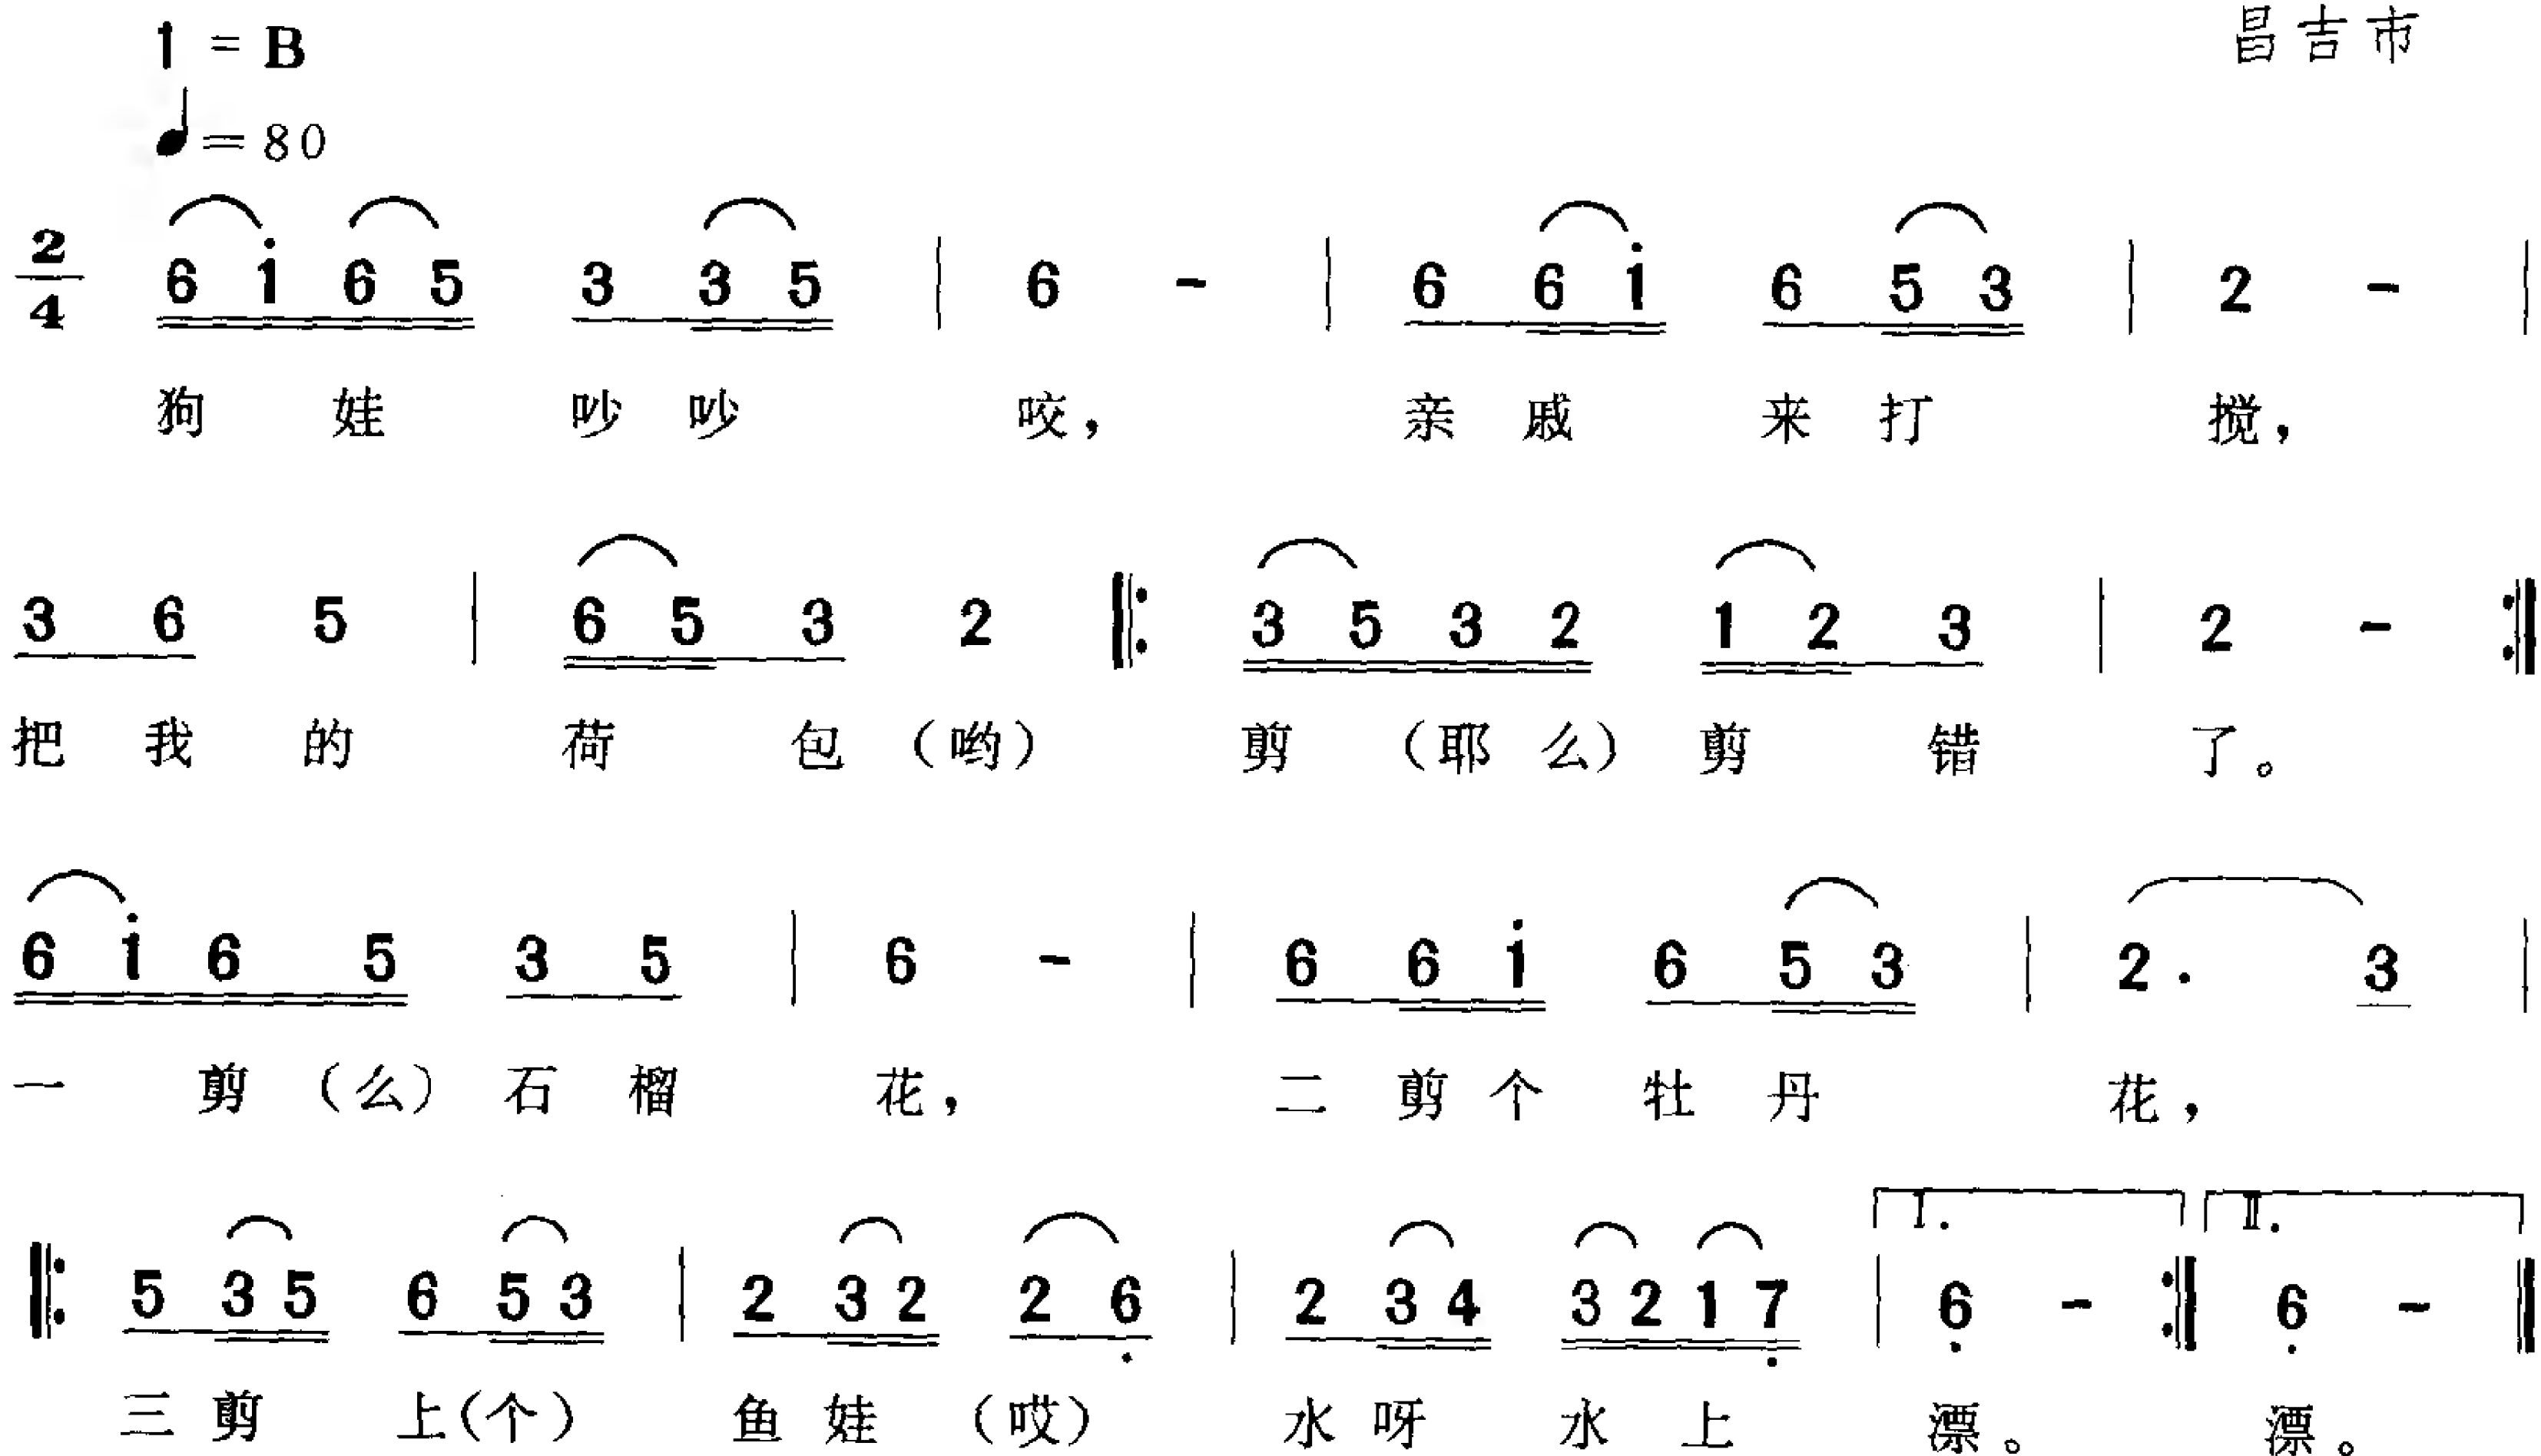 1 = B
昌吉市
♩= 80
2/4 6 i 6 5 3 3 5 | 6 - | 6 6 i 6 5 3 | 2 - |
狗 娃 吵 吵 咬， 亲 戚 来 打 搅，
3 6 5 | 6 5 3 2 ‖: 3 5 3 2 1 2 3 | 2 - :‖
把 我 的 荷 包（哟） 剪（耶 么）剪 错 了。
6 i 6 5 3 5 | 6 - | 6 6 i 6 5 3 | 2 · 3 |
一 剪（么）石 榴 花， 二 剪 个 牡 丹 花，
I. II.
‖: 5 3 5 6 5 3 | 2 3 2 2 6̣ | 2 3 4 3 2 1 7̣ | 6̣ - :‖ 6̣ - ‖
三 剪 上（个） 鱼 娃（哎） 水 呀 水 上 漂。 漂。